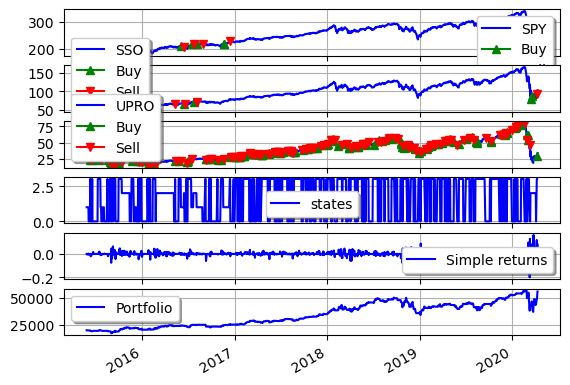 300
200
SPY
Buy
SSO
Buy
Sell
150
100
50
UPRO
Buy
Sell
75
50
25
2.5
0.0
states
0.0
−0.2
Simple returns
50000
25000
Portfolio
2016
2017
2018
2019
2020